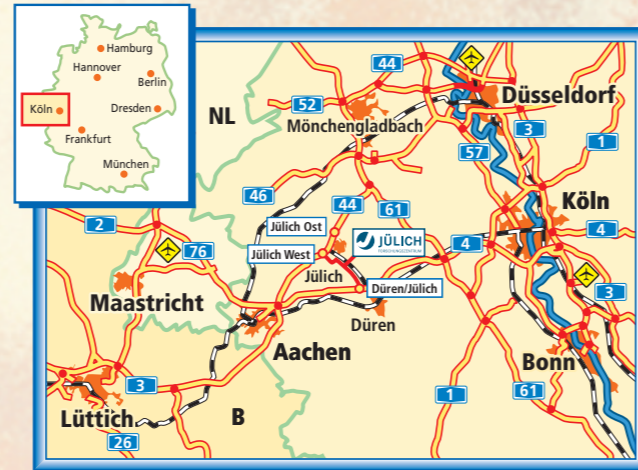 Hamburg
Hannover
Berlin
Köln
Dresden
Frankfurt
München
44
52
NL
Mönchengladbach
Düsseldorf
3
1
57
46
44
61
Köln
2
76
Jülich Ost
JÜLICH
FORSCHUNGSZENTRUM
4
4
Jülich West
Jülich
Düren/Jülich
3
Maastricht
Düren
Aachen
Bonn
3
1
61
Lüttich
B
26